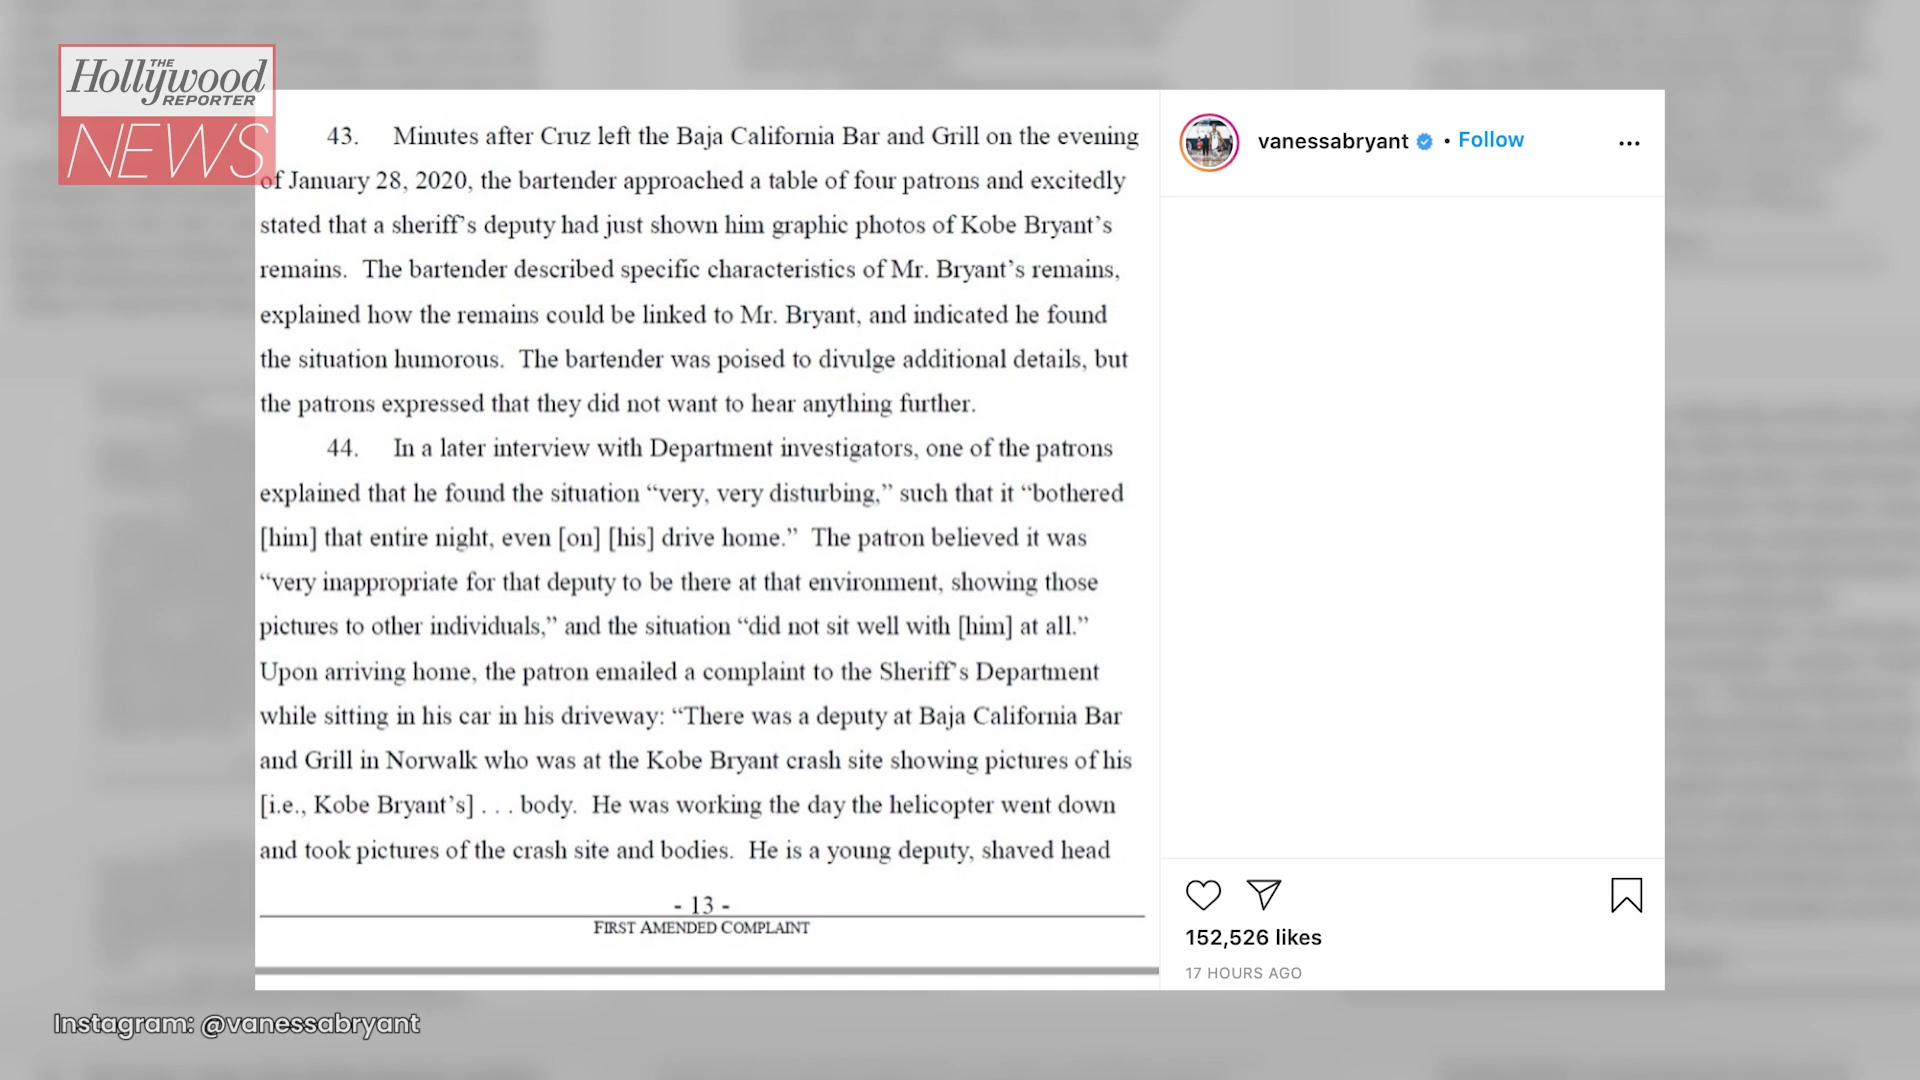 THE
Hollywood
REPORTER
NEWS
43. Minutes after Cruz left the Baja California Bar and Grill on the evening
of January 28, 2020, the bartender approached a table of four patrons and excitedly
stated that a sheriff’s deputy had just shown him graphic photos of Kobe Bryant’s
remains. The bartender described specific characteristics of Mr. Bryant’s remains,
explained how the remains could be linked to Mr. Bryant, and indicated he found
the situation humorous. The bartender was poised to divulge additional details, but
the patrons expressed that they did not want to hear anything further.
44. In a later interview with Department investigators, one of the patrons
explained that he found the situation “very, very disturbing,” such that it “bothered
[him] that entire night, even [on] [his] drive home.” The patron believed it was
“very inappropriate for that deputy to be there at that environment, showing those
pictures to other individuals,” and the situation “did not sit well with [him] at all.”
Upon arriving home, the patron emailed a complaint to the Sheriff’s Department
while sitting in his car in his driveway: “There was a deputy at Baja California Bar
and Grill in Norwalk who was at the Kobe Bryant crash site showing pictures of his
[i.e., Kobe Bryant’s] . . . body. He was working the day the helicopter went down
and took pictures of the crash site and bodies. He is a young deputy, shaved head
- 13 -
FIRST AMENDED COMPLAINT
vanessabryant • Follow
152,526 likes
17 HOURS AGO
Instagram: @vanessabryant